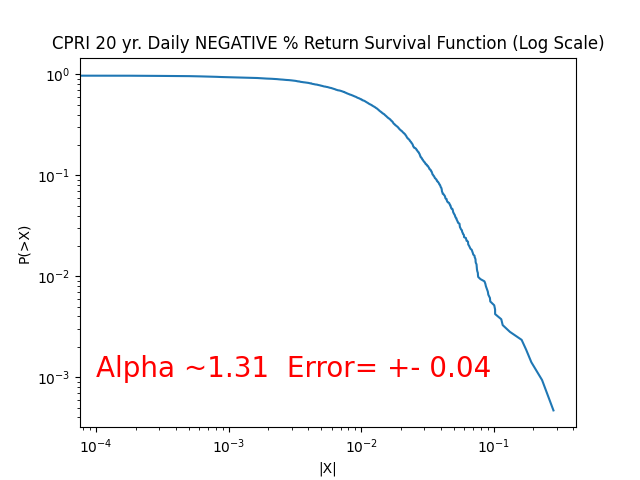 CPRI 20 yr. Daily NEGATIVE % Return Survival Function (Log Scale)
10⁰
10⁻¹
10⁻²
10⁻³
P(>X)
Alpha ~1.31  Error= +- 0.04
10⁻⁴ 10⁻³ 10⁻² 10⁻¹
|X|